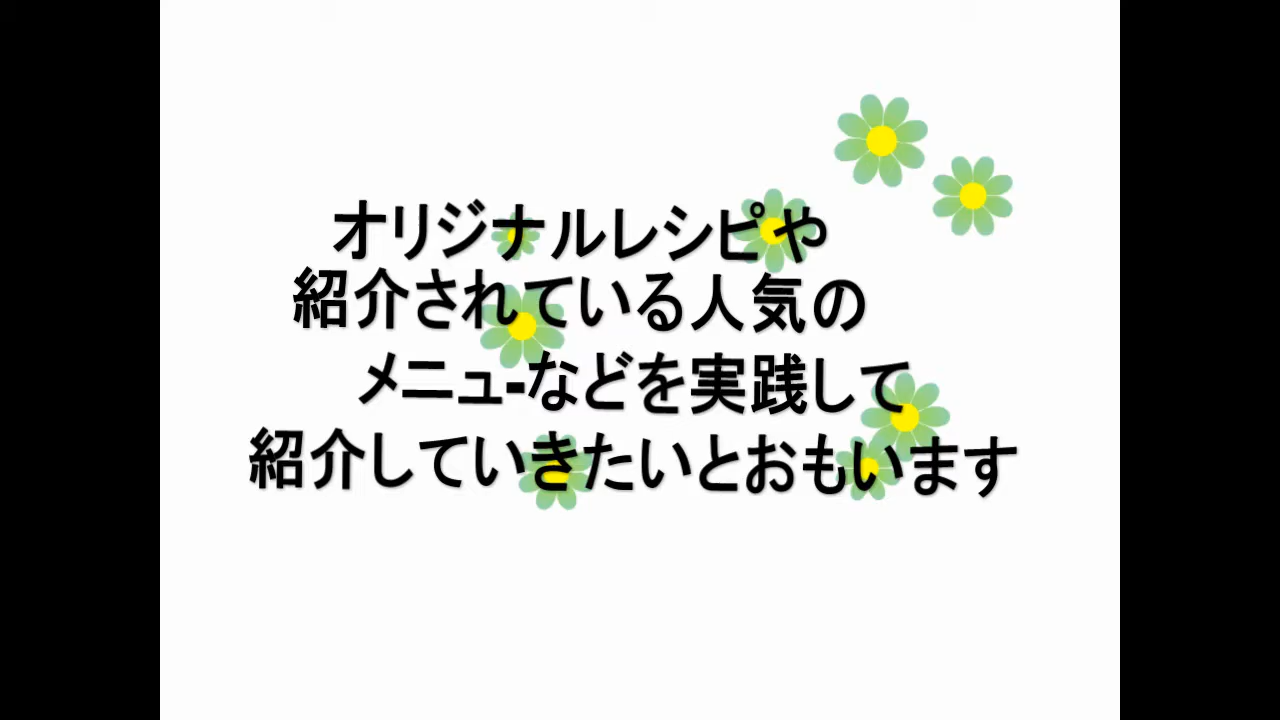 オリジナルレシピや
紹介されている人気の
メニュ-などを実践して
紹介していきたいとおもいます